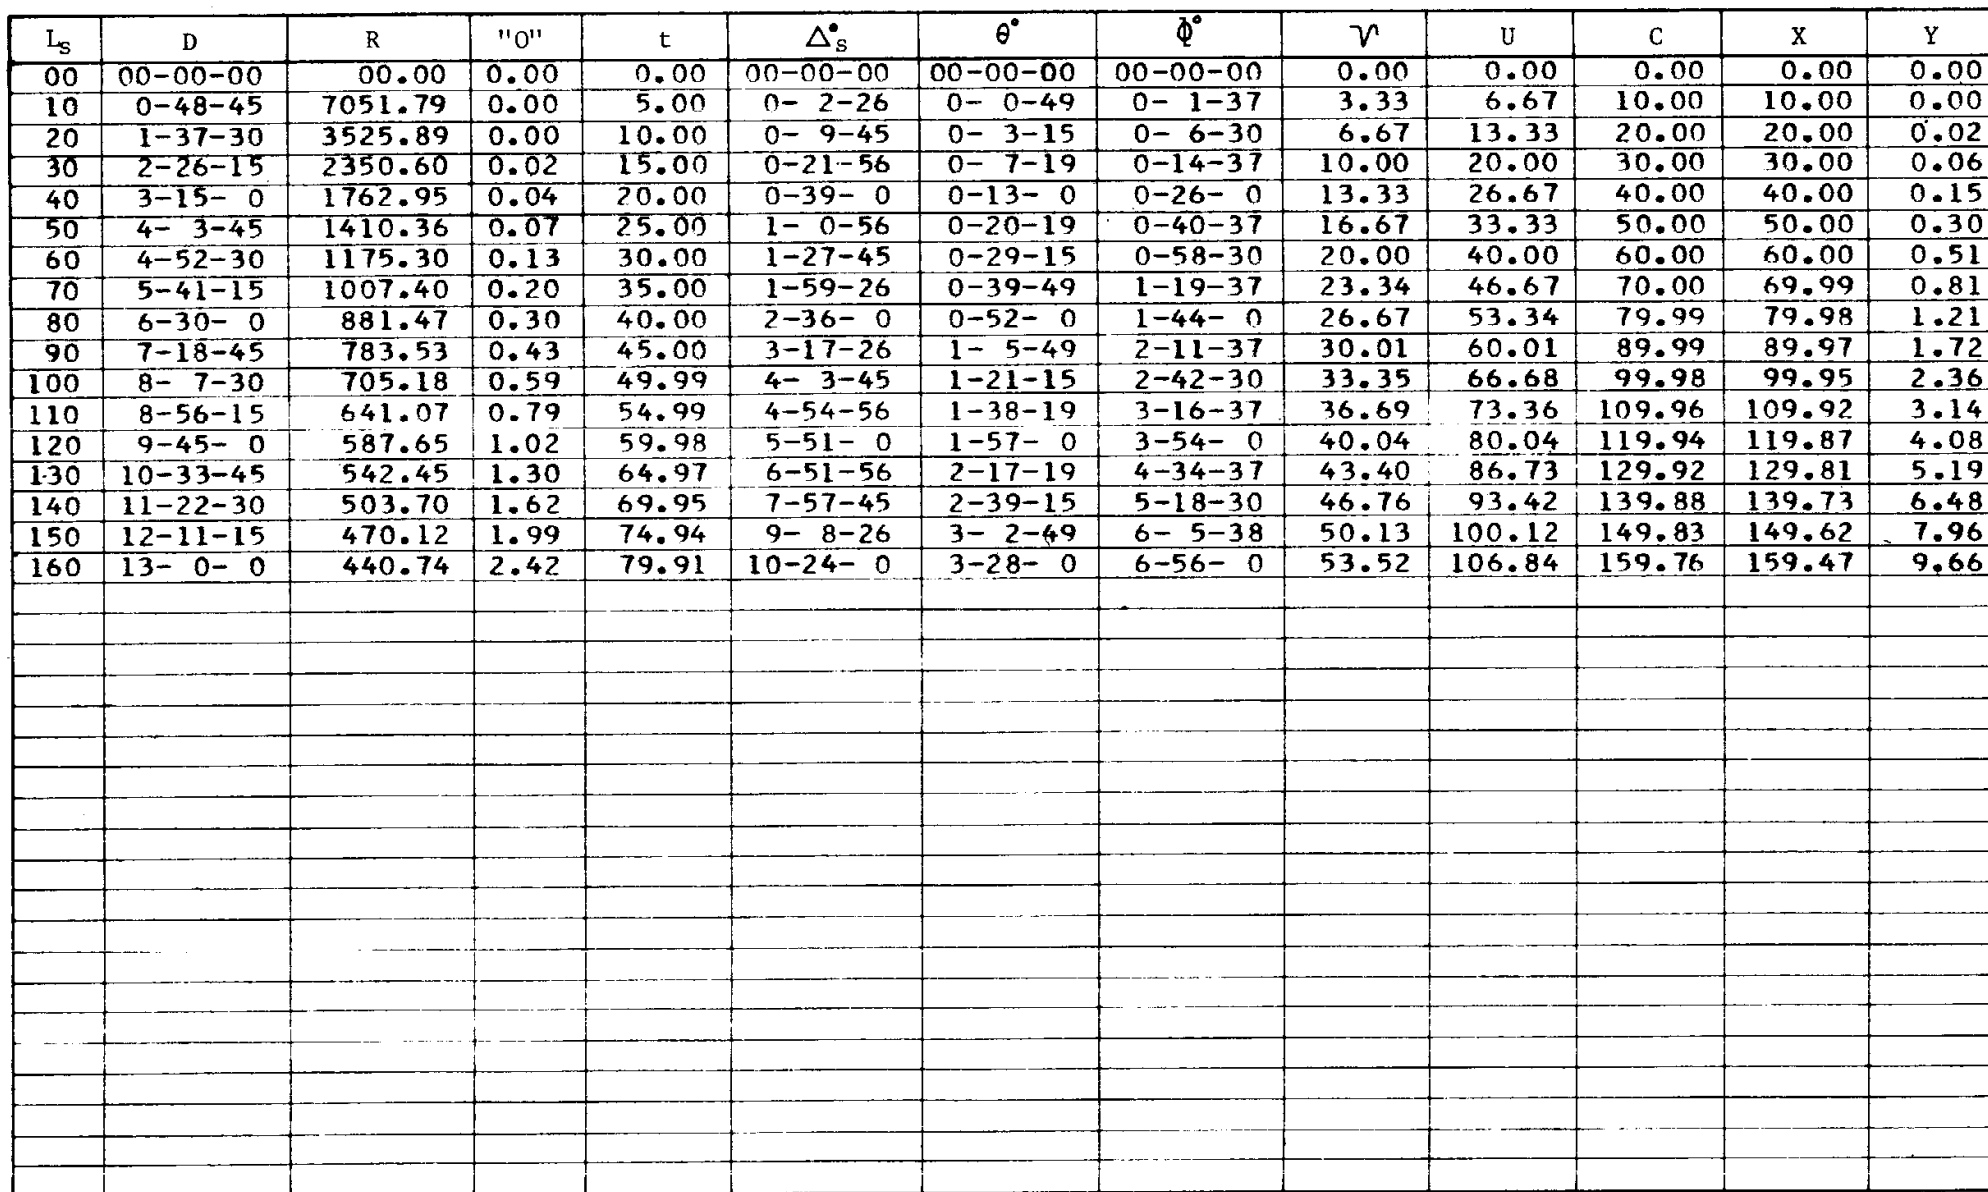 Ls D R "O" t Δ°s θ° Φ° V U C X Y
00 00-00-00 00.00 0.00 0.00 00-00-00 00-00-00 00-00-00 0.00 0.00 0.00 0.00 0.00
10 0-48-45 7051.79 0.00 5.00 0- 2-26 0- 0-49 0- 1-37 3.33 6.67 10.00 10.00 0.00
20 1-37-30 3525.89 0.00 10.00 0- 9-45 0- 3-15 0- 6-30 6.67 13.33 20.00 20.00 0.02
30 2-26-15 2350.60 0.02 15.00 0-21-56 0- 7-19 0-14-37 10.00 20.00 30.00 30.00 0.06
40 3-15- 0 1762.95 0.04 20.00 0-39- 0 0-13- 0 0-26- 0 13.33 26.67 40.00 40.00 0.15
50 4- 3-45 1410.36 0.07 25.00 1- 0-56 0-20-19 0-40-37 16.67 33.33 50.00 50.00 0.30
60 4-52-30 1175.30 0.13 30.00 1-27-45 0-29-15 0-58-30 20.00 40.00 60.00 60.00 0.51
70 5-41-15 1007.40 0.20 35.00 1-59-26 0-39-49 1-19-37 23.34 46.67 70.00 69.99 0.81
80 6-30- 0 881.47 0.30 40.00 2-36- 0 0-52- 0 1-44- 0 26.67 53.34 79.99 79.98 1.21
90 7-18-45 783.53 0.43 45.00 3-17-26 1- 5-49 2-11-37 30.01 60.01 89.99 89.97 1.72
100 8- 7-30 705.18 0.59 49.99 4- 3-45 1-21-15 2-42-30 33.35 66.68 99.98 99.95 2.36
110 8-56-15 641.07 0.79 54.99 4-54-56 1-38-19 3-16-37 36.69 73.36 109.96 109.92 3.14
120 9-45- 0 587.65 1.02 59.98 5-51- 0 1-57- 0 3-54- 0 40.04 80.04 119.94 119.87 4.08
130 10-33-45 542.45 1.30 64.97 6-51-56 2-17-19 4-34-37 43.40 86.73 129.92 129.81 5.19
140 11-22-30 503.70 1.62 69.95 7-57-45 2-39-15 5-18-30 46.76 93.42 139.88 139.73 6.48
150 12-11-15 470.12 1.99 74.94 9- 8-26 3- 2-49 6- 5-38 50.13 100.12 149.83 149.62 7.96
160 13- 0- 0 440.74 2.42 79.91 10-24- 0 3-28- 0 6-56- 0 53.52 106.84 159.76 159.47 9.66